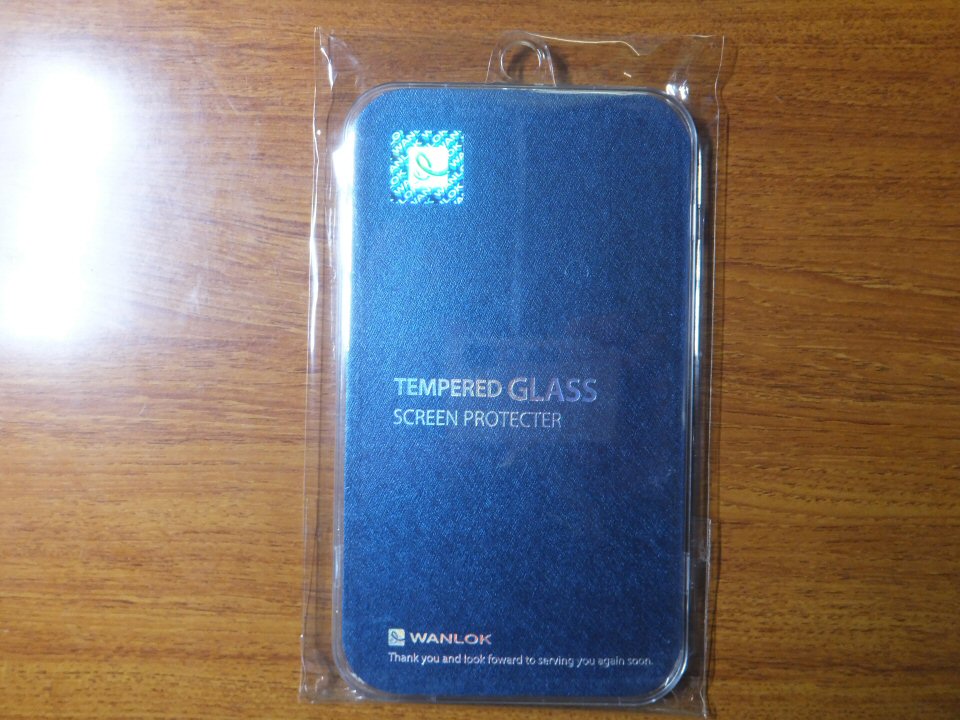 TEMPERED GLASS
SCREEN PROTECTER
WANLOK
Thank you and look foward to serving you again soon.